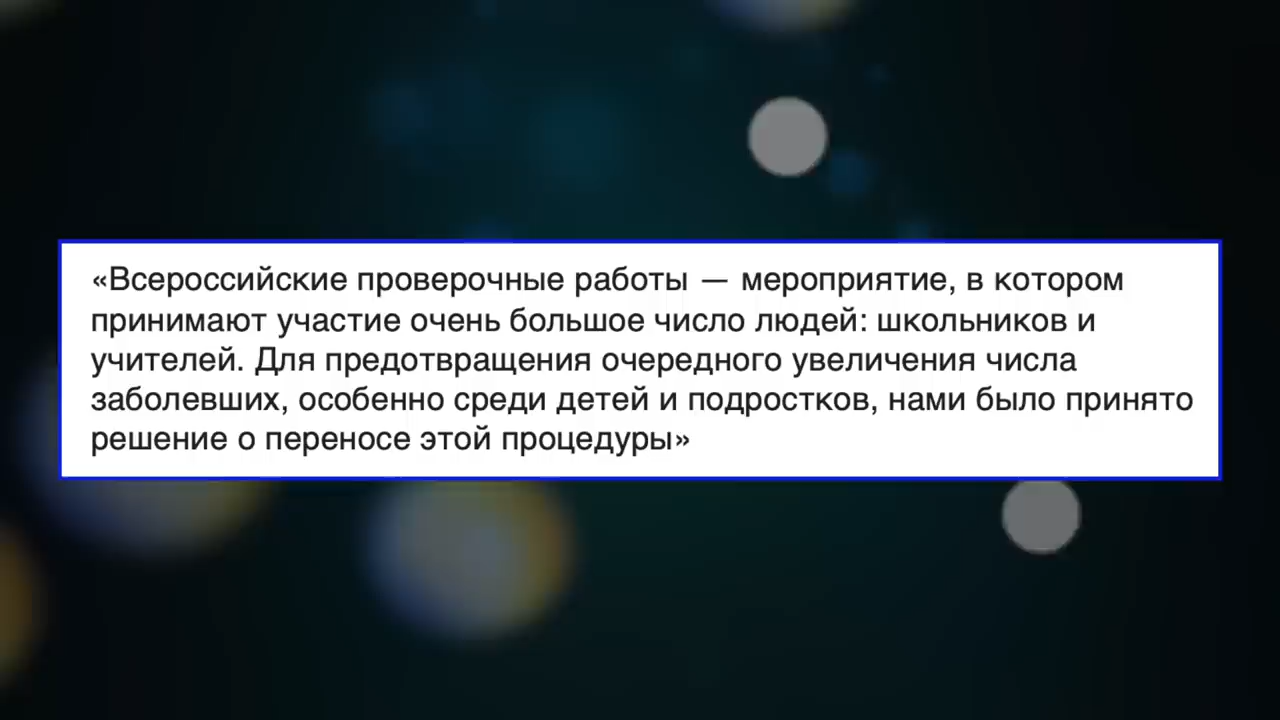 «Всероссийские проверочные работы — мероприятие, в котором
принимают участие очень большое число людей: школьников и
учителей. Для предотвращения очередного увеличения числа
заболевших, особенно среди детей и подростков, нами было принято
решение о переносе этой процедуры»